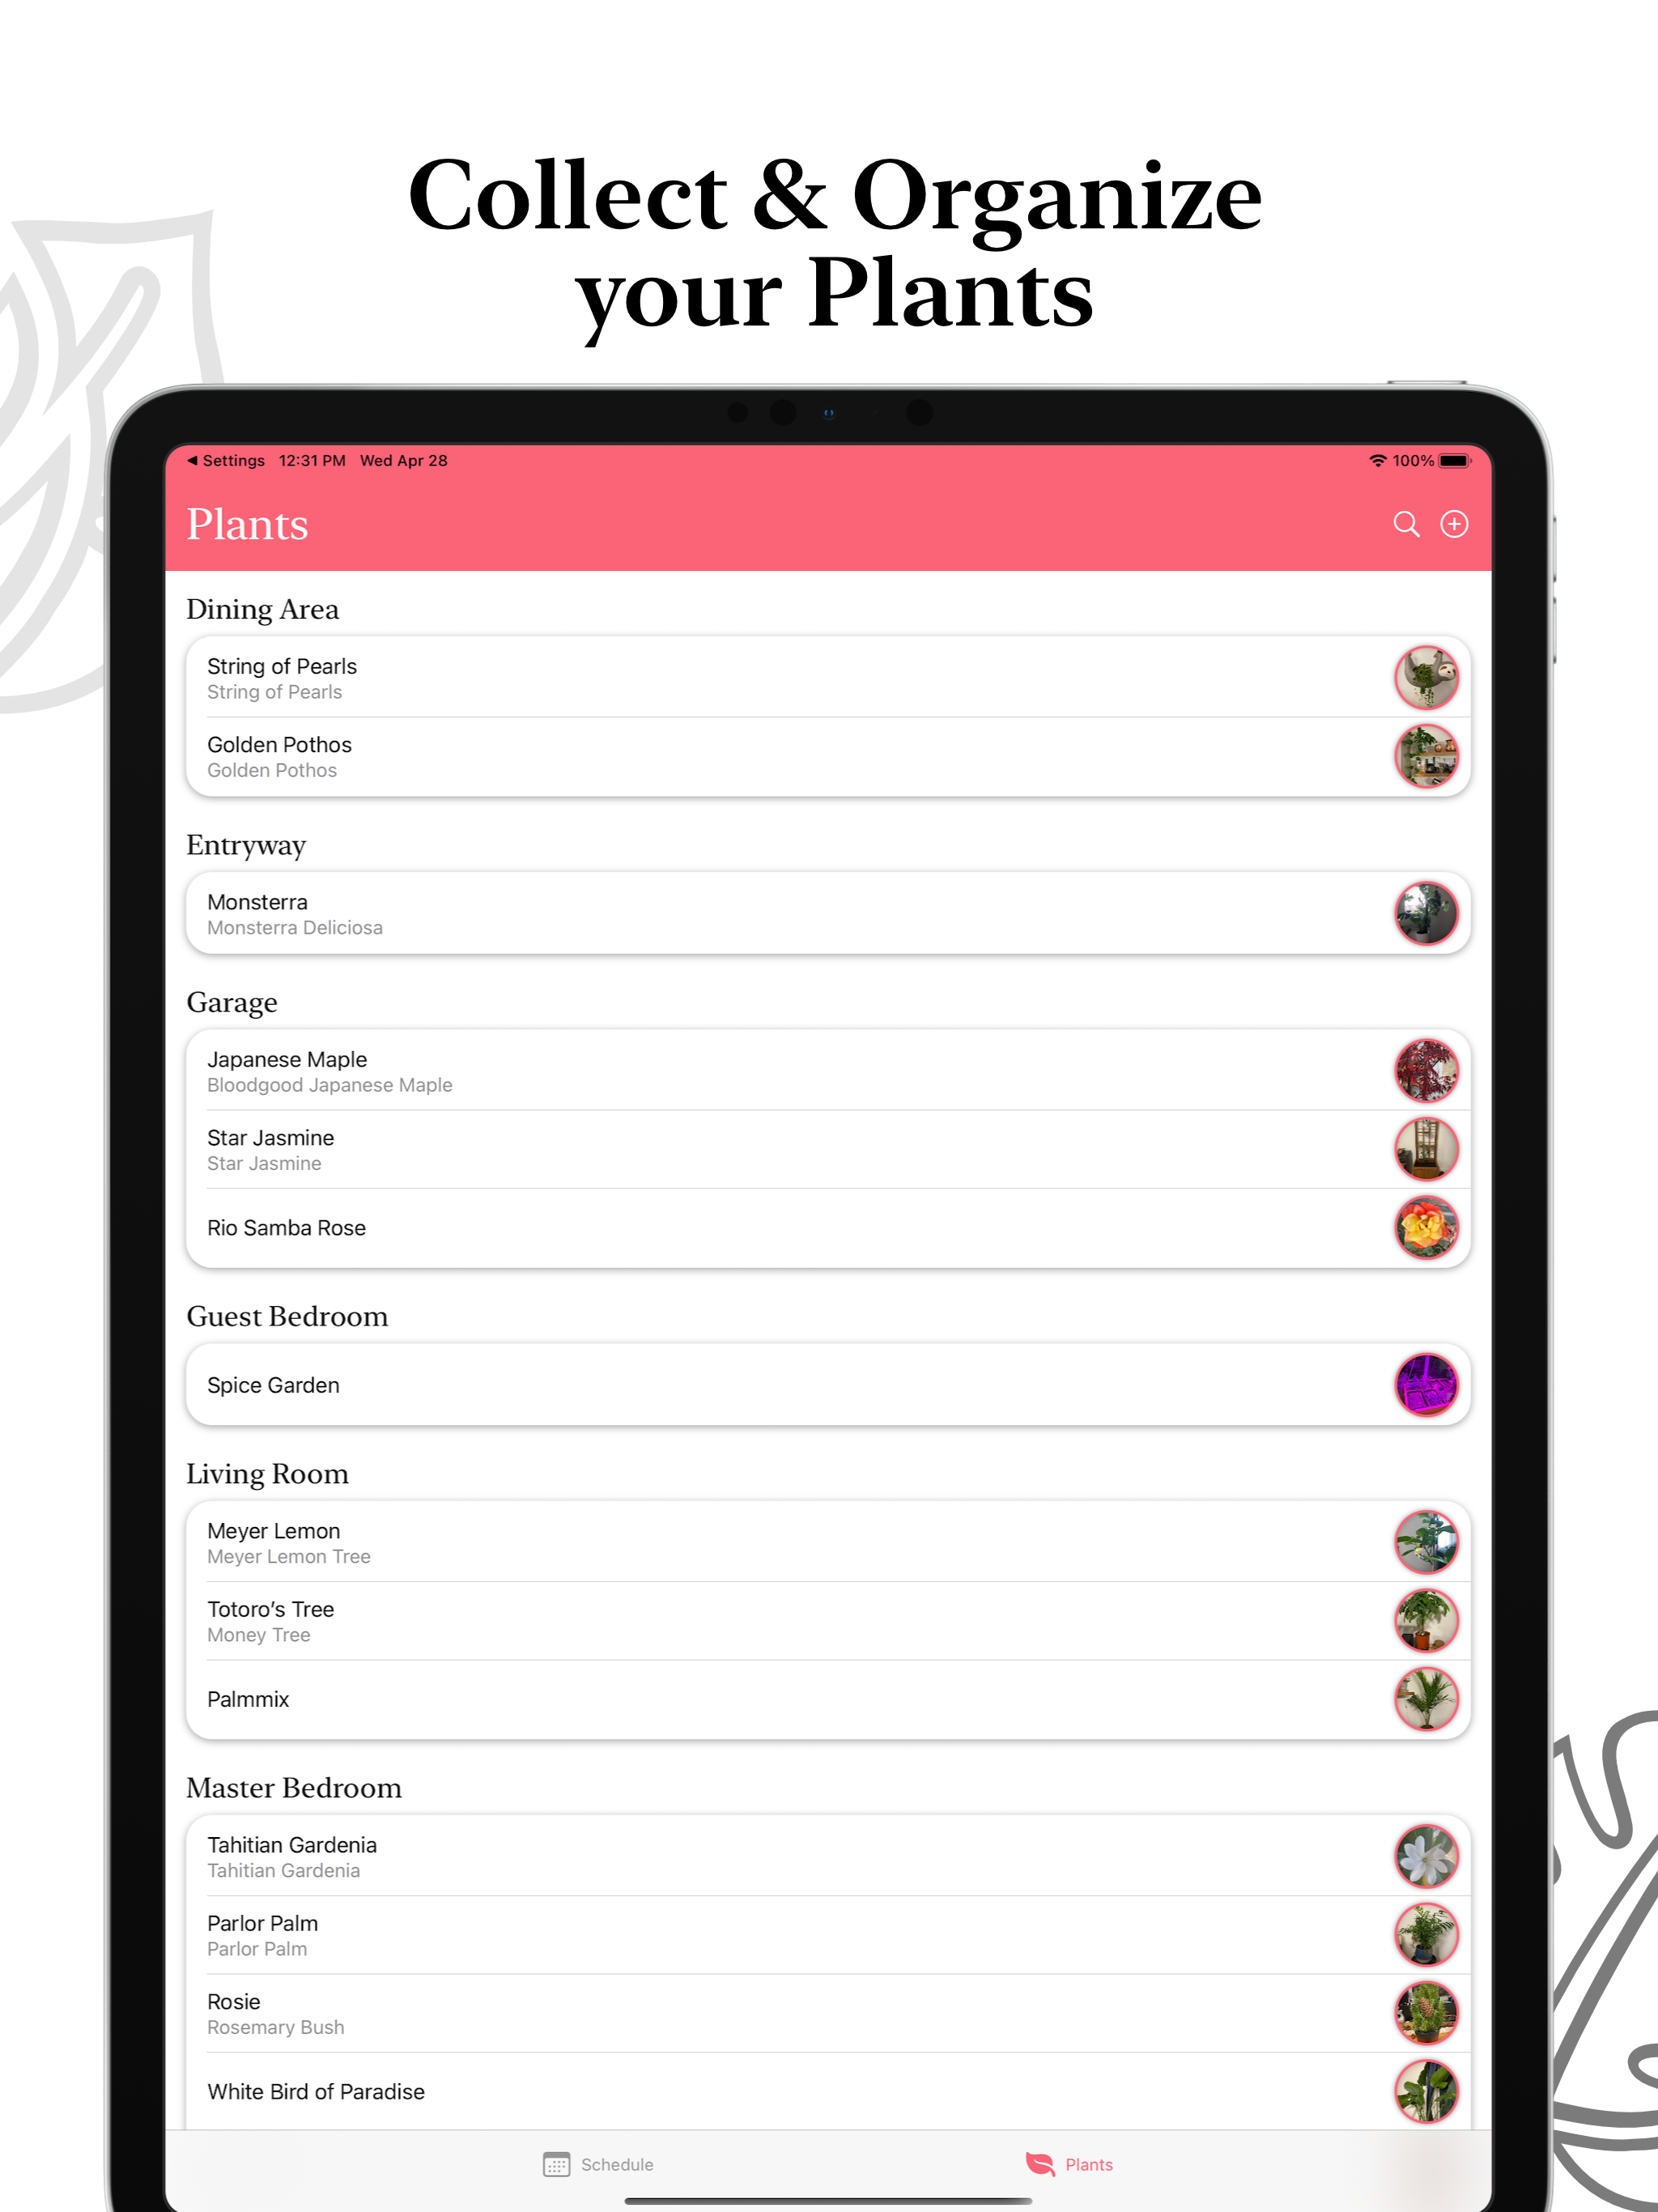 Collect & Organize
your Plants
Settings 12:31 PM Wed Apr 28
100%
Plants
Dining Area
String of Pearls
String of Pearls
Golden Pothos
Golden Pothos
Entryway
Monsterra
Monsterra Deliciosa
Garage
Japanese Maple
Bloodgood Japanese Maple
Star Jasmine
Star Jasmine
Rio Samba Rose
Guest Bedroom
Spice Garden
Living Room
Meyer Lemon
Meyer Lemon Tree
Totoro’s Tree
Money Tree
Palmmix
Master Bedroom
Tahitian Gardenia
Tahitian Gardenia
Parlor Palm
Parlor Palm
Rosie
Rosemary Bush
White Bird of Paradise
Schedule
Plants